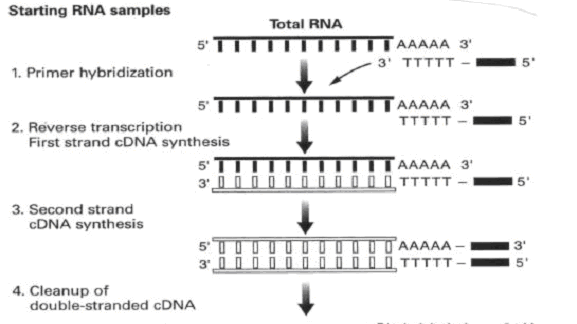 Starting RNA samples
Total RNA
5' AAAAA 3'
3' TTTTT – 5'
1. Primer hybridization
5' AAAAA 3'
TTTTT – 5'
2. Reverse transcription
First strand cDNA synthesis
5' AAAAA 3'
3' TTTTT – 5'
3. Second strand
cDNA synthesis
5' AAAAA – 3'
3' TTTTT – 5'
4. Cleanup of
double-stranded cDNA